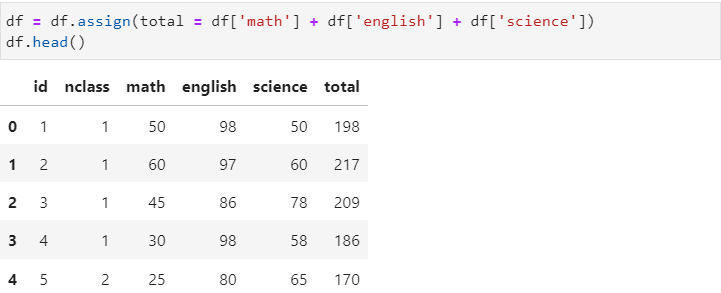 df = df.assign(total = df['math'] + df['english'] + df['science'])
df.head()
id nclass math english science total
0 1 1 50 98 50 198
1 2 1 60 97 60 217
2 3 1 45 86 78 209
3 4 1 30 98 58 186
4 5 2 25 80 65 170